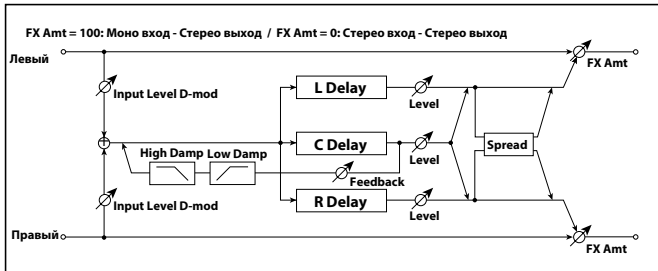 FX Amt = 100: Моно вход - Стерео выход / FX Amt = 0: Стерео вход - Стерео выход
Левый
FX Amt
Input Level D-mod
L Delay
Level
High Damp
Low Damp
C Delay
Level
Spread
Feedback
Input Level D-mod
R Delay
Level
Правый
FX Amt